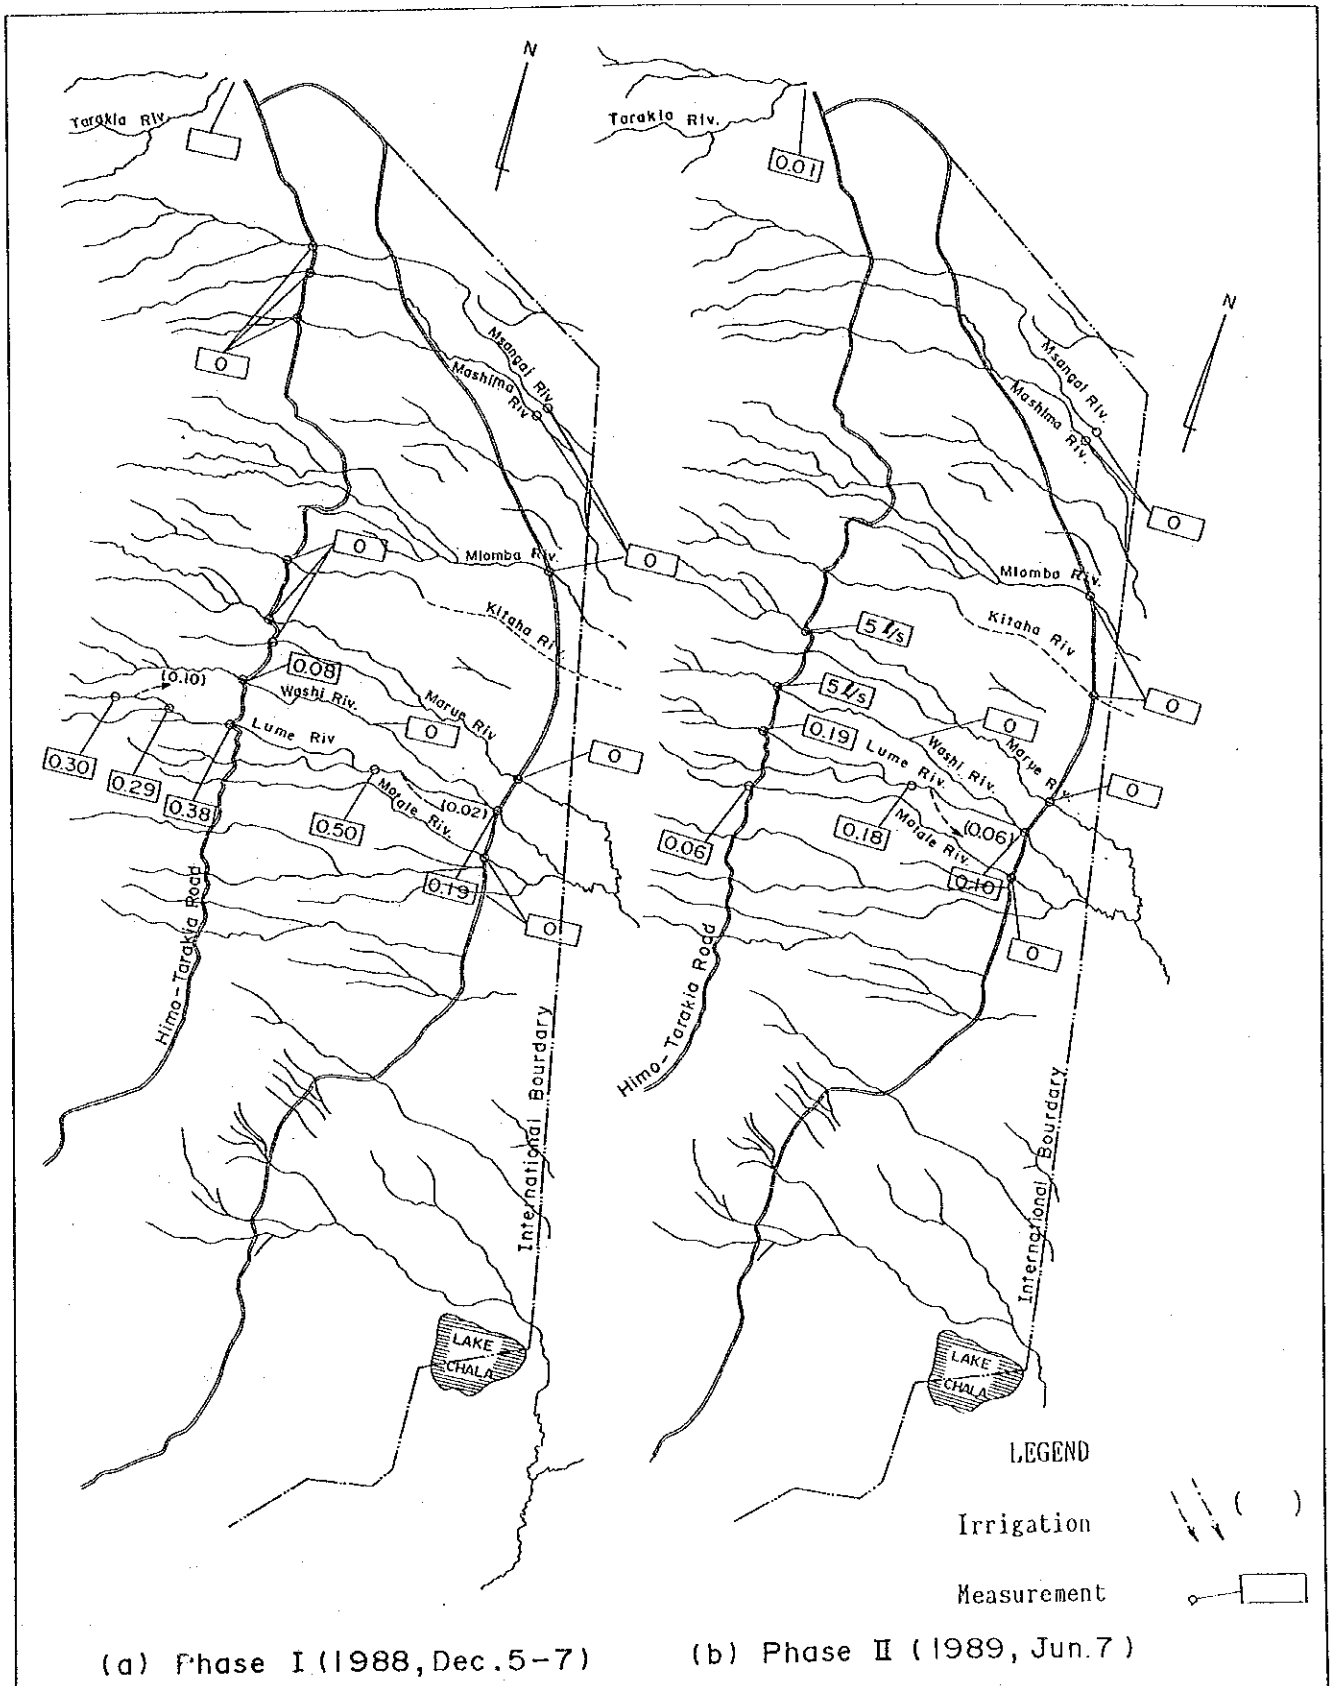 N
Tarakia Riv.
0
Msangai Riv.
Mashima Riv
0
0
Mlomba Riv.
Kitaha Ri
(0.10)
0.08
Washi Riv.
Marue Riv
0
Lume Riv
0
0.30
0.29
0.38
0.50
Motale Riv.
(0.02)
0.19
0
Himo-Tarakia Road
International Bourdary
LAKE
CHALA
(a) Phase I (1988, Dec. 5-7)
N
Tarakia Riv.
0.01
N
Msangai Riv.
Mashima Riv.
0
Mlomba Riv.
Kitaha Riv
5 ℓ/s
5 ℓ/s
0
0.19
Lume Riv.
Washi Riv.
0
Marue Riv.
0
0.06
0.18
Motale Riv.
(0.06)
0.10
0
Himo-Tarakia Road
International Bourdary
LAKE
CHALA
LEGEND
Irrigation ( )
Measurement
(b) Phase II (1989, Jun. 7)